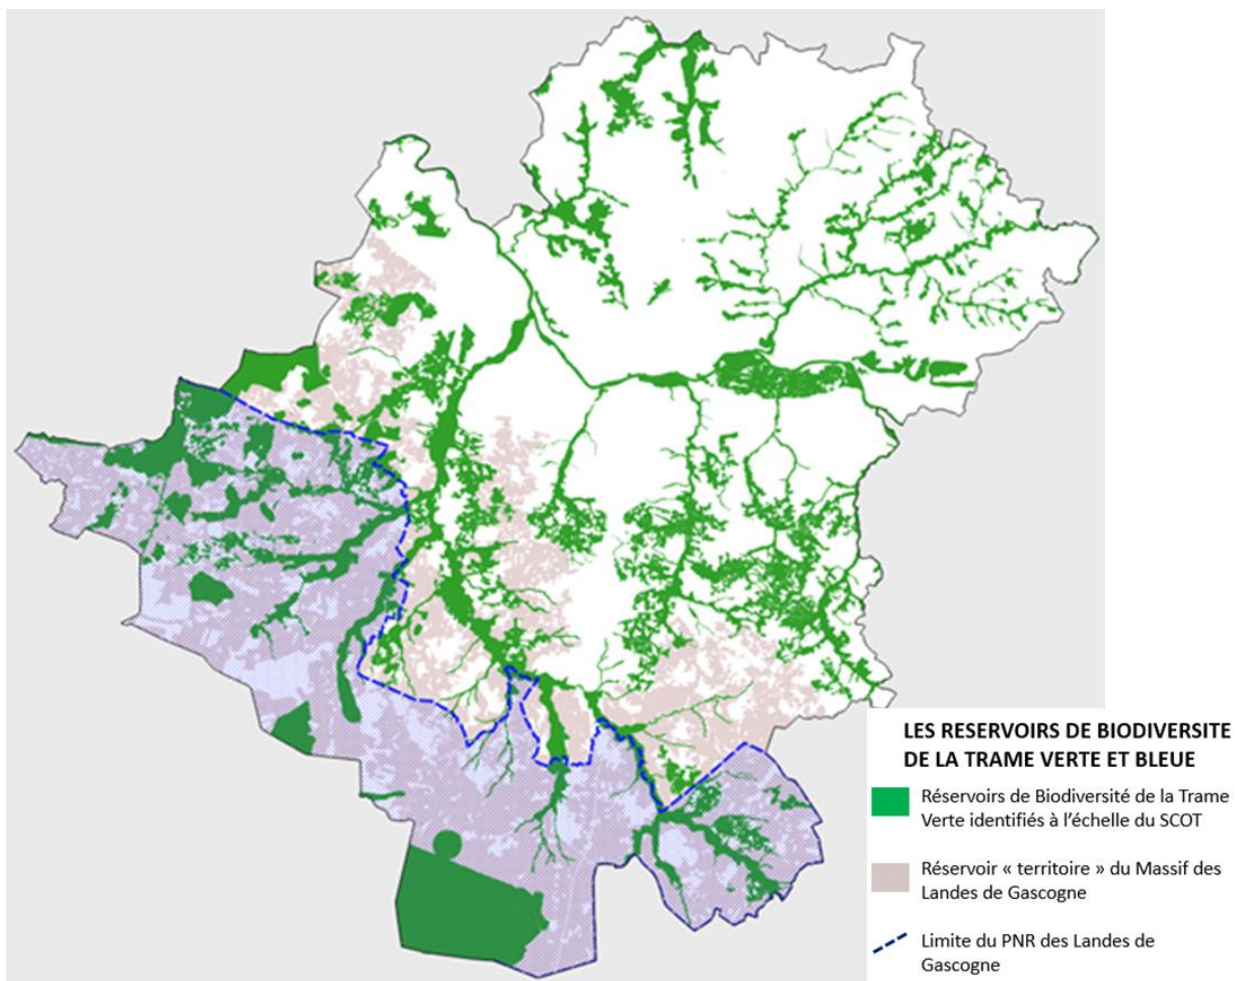 LES RESERVOIRS DE BIODIVERSITE
DE LA TRAME VERTE ET BLEUE
Réservoirs de Biodiversité de la Trame
Verte identifiés à l’échelle du SCOT
Réservoir « territoire » du Massif des
Landes de Gascogne
Limite du PNR des Landes de
Gascogne